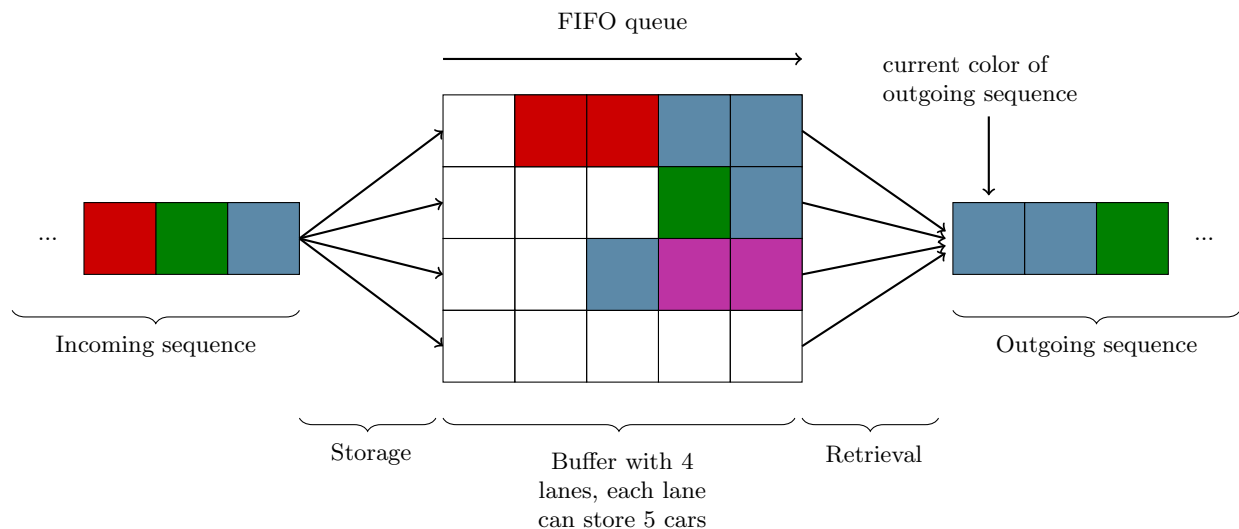 FIFO queue
current color of
outgoing sequence
...
...
Incoming sequence
Outgoing sequence
Storage
Retrieval
Buffer with 4
lanes, each lane
can store 5 cars